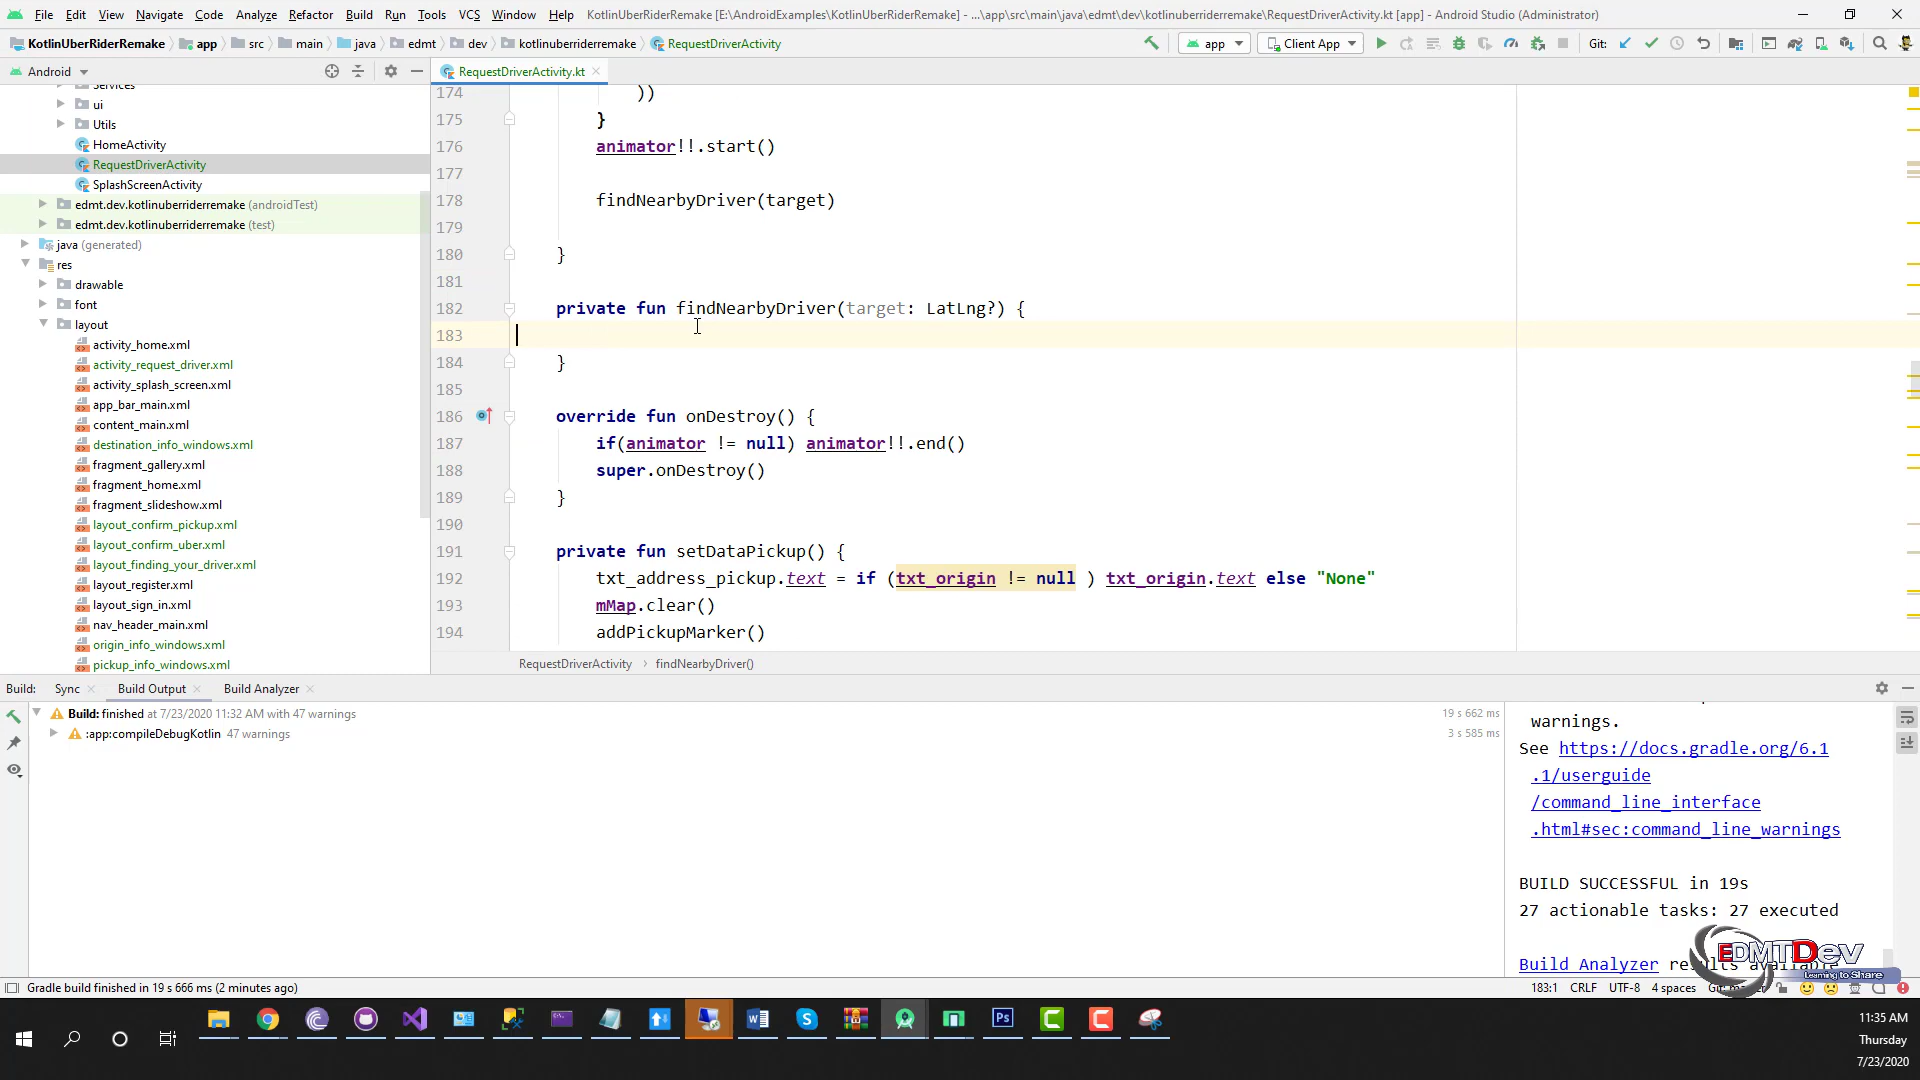 File Edit View Navigate Code Analyze Refactor Build Run Tools VCS Window Help KotlinUberRiderRemake [E:\AndroidExamples\KotlinUberRiderRemake] - ...\app\src\main\java\edmt\dev\kotlinuberriderremake\RequestDriverActivity.kt [app] - Android Studio (Administrator)
KotlinUberRiderRemake app src main java edmt dev kotlinuberriderremake RequestDriverActivity app Client App Git:
Android
RequestDriverActivity.kt
Services
ui
Utils
HomeActivity
RequestDriverActivity
SplashScreenActivity
edmt.dev.kotlinuberriderremake (androidTest)
edmt.dev.kotlinuberriderremake (test)
java (generated)
res
drawable
font
layout
activity_home.xml
activity_request_driver.xml
activity_splash_screen.xml
app_bar_main.xml
content_main.xml
destination_info_windows.xml
fragment_gallery.xml
fragment_home.xml
fragment_slideshow.xml
layout_confirm_pickup.xml
layout_confirm_uber.xml
layout_finding_your_driver.xml
layout_register.xml
layout_sign_in.xml
nav_header_main.xml
origin_info_windows.xml
pickup_info_windows.xml
174 ))
175 }
176 animator!!.start()
177
178 findNearbyDriver(target)
179
180 }
181
182 private fun findNearbyDriver(target: LatLng?) {
183
184 }
185
186 override fun onDestroy() {
187 if(animator != null) animator!!.end()
188 super.onDestroy()
189 }
190
191 private fun setDataPickup() {
192 txt_address_pickup.text = if (txt_origin != null ) txt_origin.text else "None"
193 mMap.clear()
194 addPickupMarker()
RequestDriverActivity › findNearbyDriver()
Build: Sync Build Output Build Analyzer
Build: finished at 7/23/2020 11:32 AM with 47 warnings 19 s 662 ms
:app:compileDebugKotlin 47 warnings 3 s 585 ms
warnings.
See https://docs.gradle.org/6.1
.1/userguide
/command_line_interface
.html#sec:command_line_warnings
BUILD SUCCESSFUL in 19s
27 actionable tasks: 27 executed
Build Analyzer results available
EDMTDev
Learning to Share
Gradle build finished in 19 s 666 ms (2 minutes ago) 183:1 CRLF UTF-8 4 spaces
11:35 AM
Thursday
7/23/2020